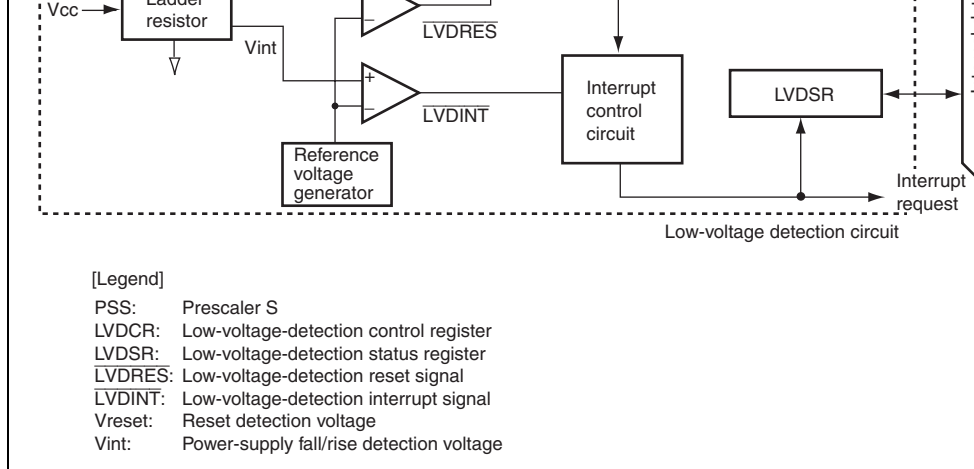 Ladder
resistor
Vcc
−
LVDRES
Vint
+
−
LVDINT
Interrupt
control
circuit
LVDSR
Reference
voltage
generator
Interrupt
request
Low-voltage detection circuit
[Legend]
PSS: Prescaler S
LVDCR: Low-voltage-detection control register
LVDSR: Low-voltage-detection status register
LVDRES: Low-voltage-detection reset signal
LVDINT: Low-voltage-detection interrupt signal
Vreset: Reset detection voltage
Vint: Power-supply fall/rise detection voltage